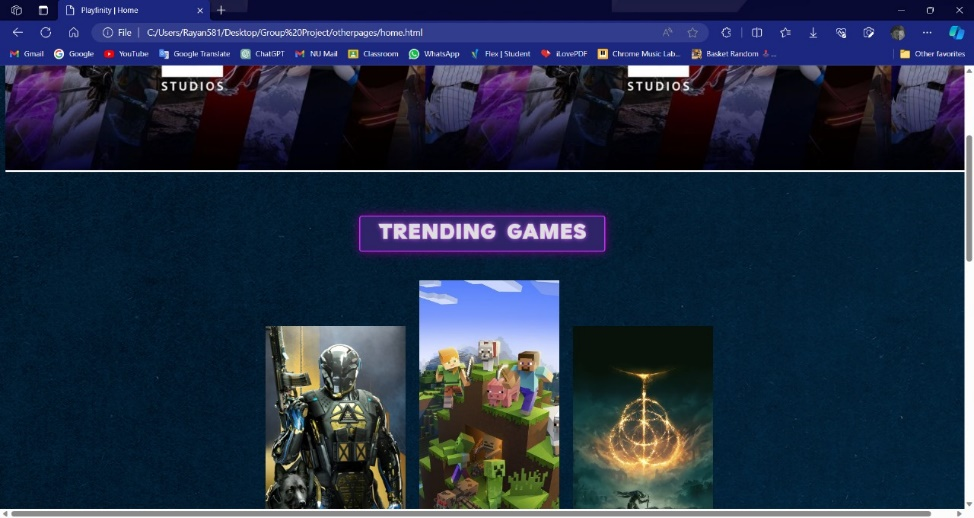 Playfinity | Home
File
C:/Users/Rayan581/Desktop/Group%20Project/otherpages/home.html
Gmail
Google
YouTube
Google Translate
ChatGPT
NU Mail
Classroom
WhatsApp
Flex | Student
iLovePDF
Chrome Music Lab...
Basket Random
Other favorites
STUDIOS
STUDIOS
TRENDING GAMES